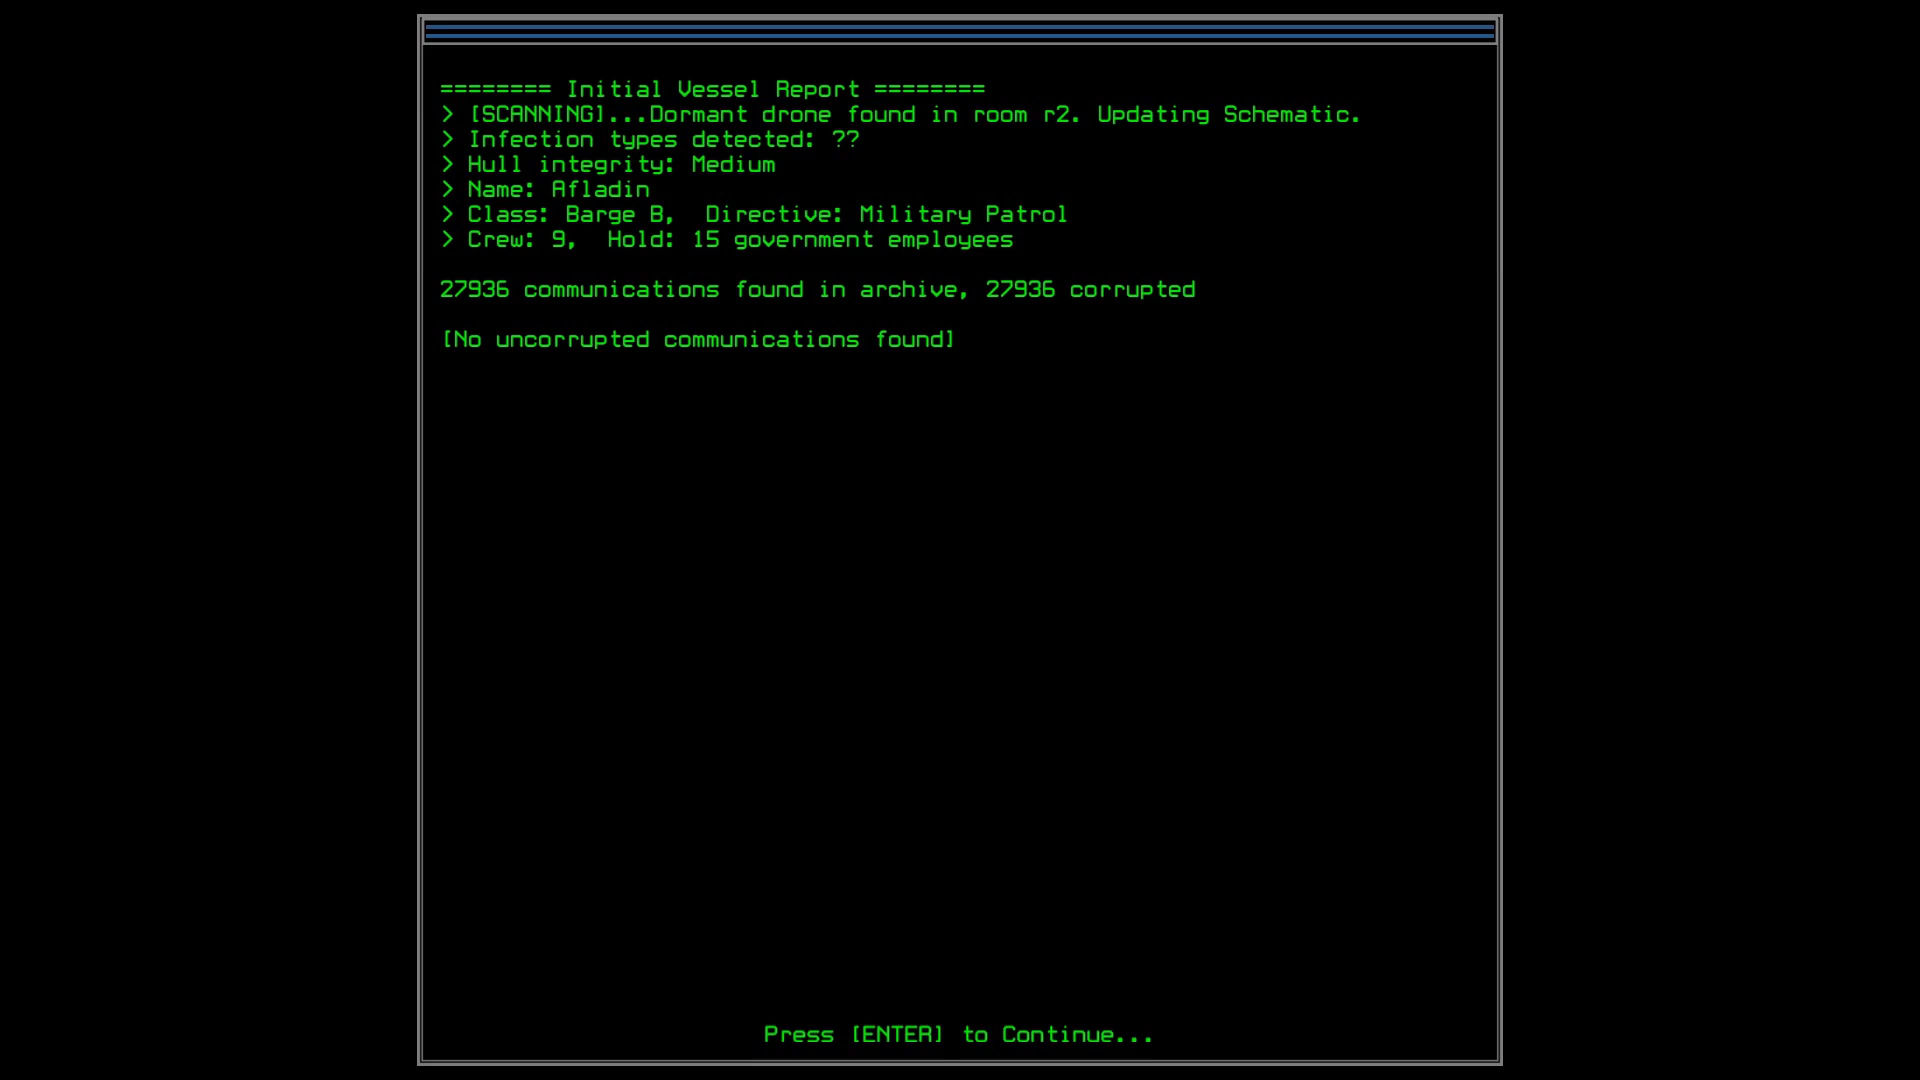 ======== Initial Vessel Report ========
> [SCANNING]...Dormant drone found in room r2. Updating Schematic.
> Infection types detected: ??
> Hull integrity: Medium
> Name: Afladin
> Class: Barge B,  Directive: Military Patrol
> Crew: 9,  Hold: 15 government employees
27936 communications found in archive, 27936 corrupted
[No uncorrupted communications found]
Press [ENTER] to Continue...